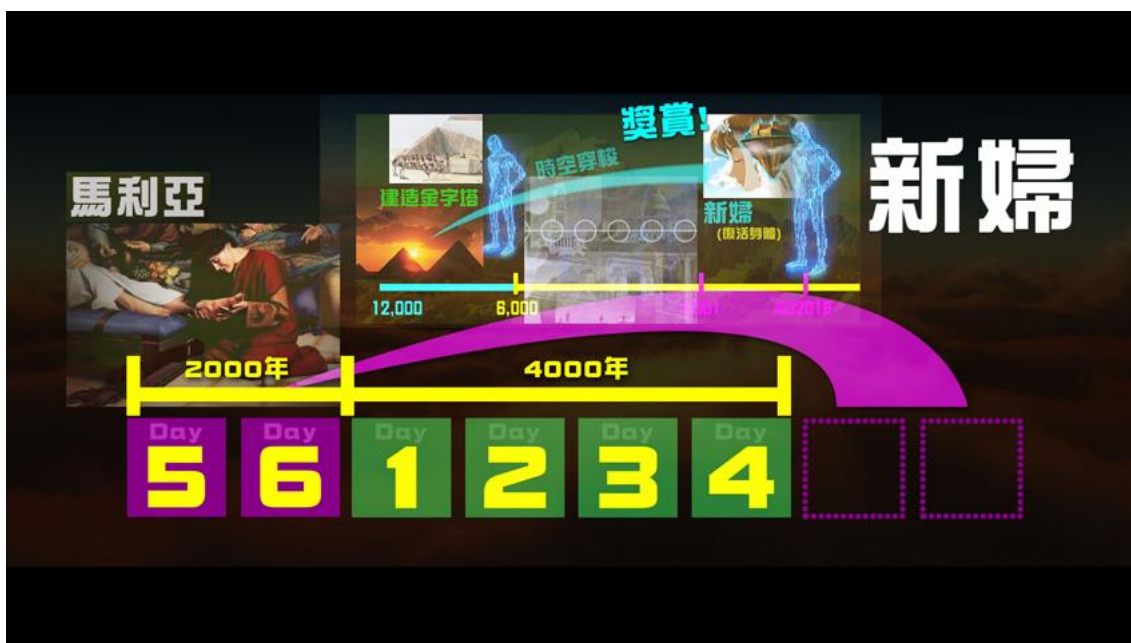 獎賞!
時空穿梭
新婦
馬利亞
建造金字塔
新婦
(復活身體)
12,000
6,000
2000年
4000年
Day
5
Day
6
Day
1
Day
2
Day
3
Day
4